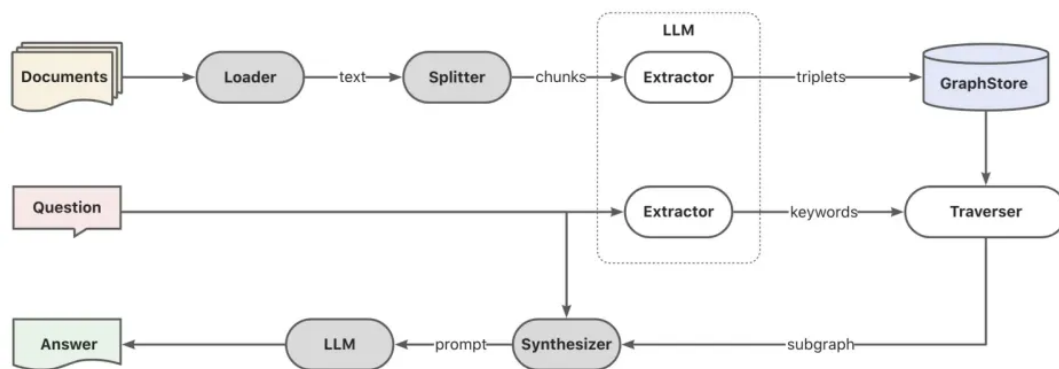 LLM
Documents
Loader
text
Splitter
chunks
Extractor
triplets
GraphStore
Question
Extractor
keywords
Traverser
Answer
LLM
prompt
Synthesizer
subgraph